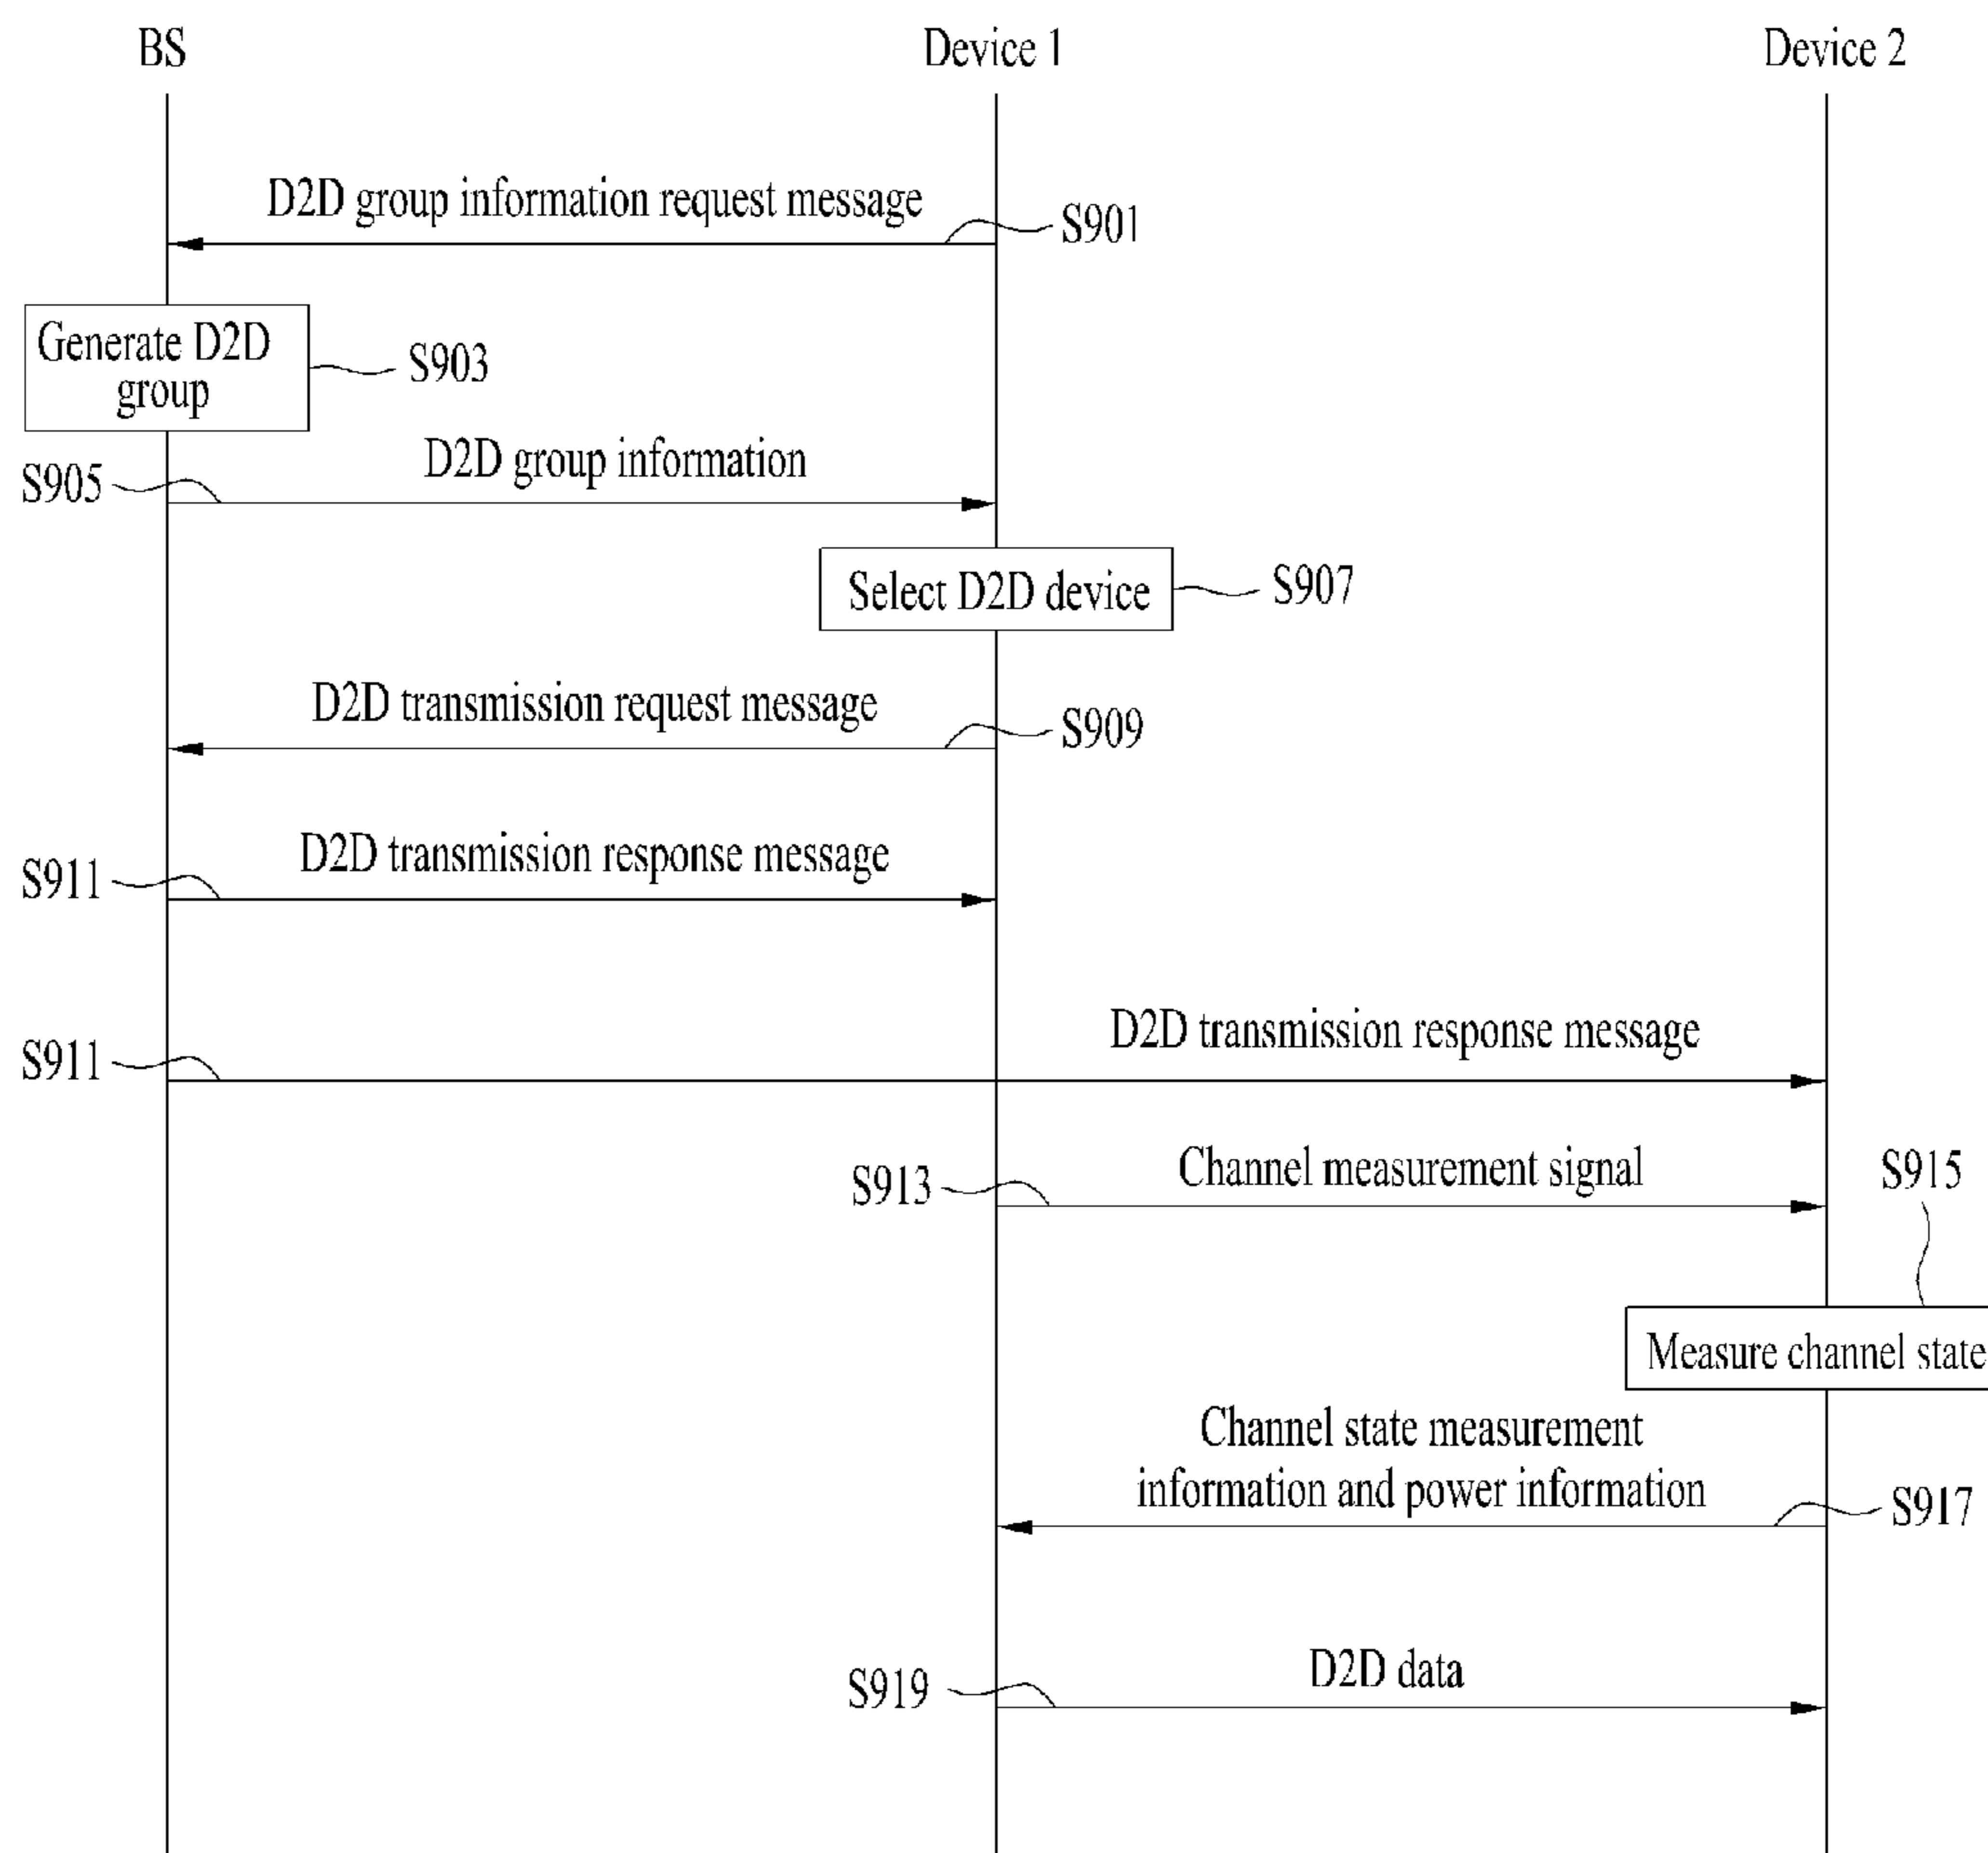 BS
Device 1
Device 2
D2D group information request message
S901
Generate D2D
group
S903
D2D group information
S905
Select D2D device
S907
D2D transmission request message
S909
D2D transmission response message
S911
D2D transmission response message
S911
Channel measurement signal
S913
S915
Measure channel state
Channel state measurement
information and power information
S917
D2D data
S919